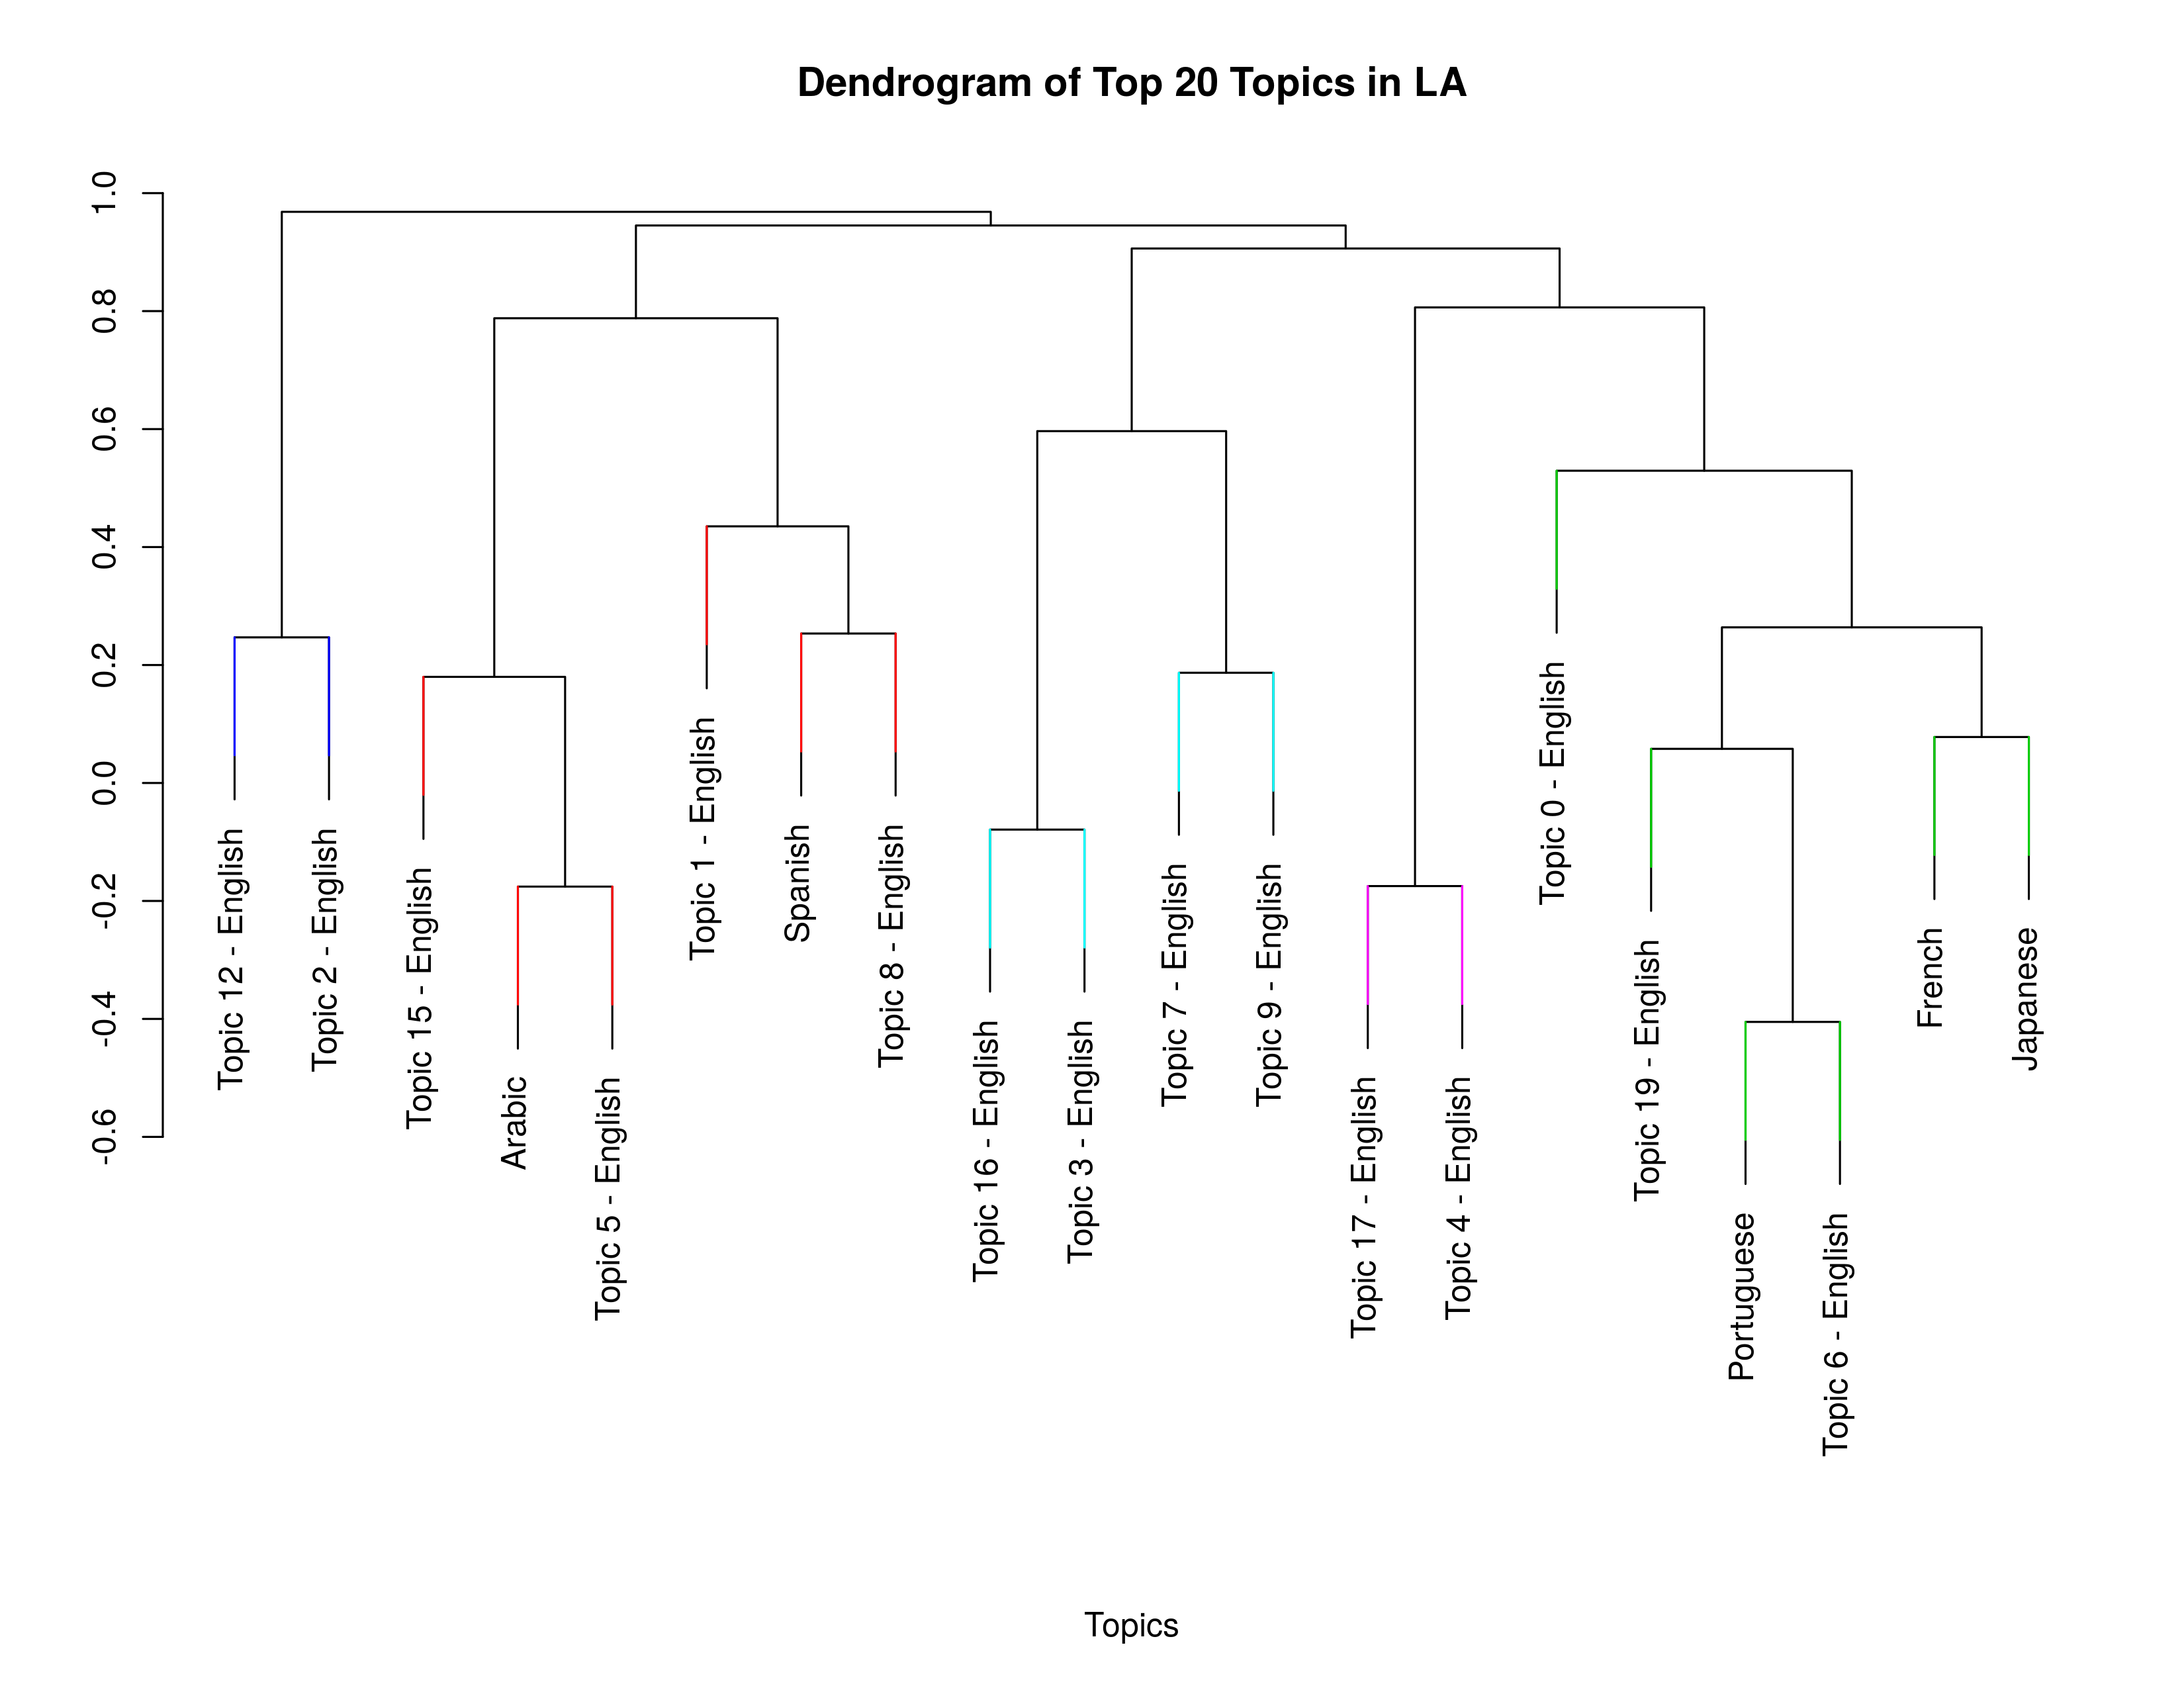 Dendrogram of Top 20 Topics in LA
1.0
0.8
0.6
0.4
0.2
0.0
-0.2
-0.4
-0.6
Topic 12 - English
Topic 2 - English
Topic 15 - English
Arabic
Topic 5 - English
Topic 1 - English
Spanish
Topic 8 - English
Topic 16 - English
Topic 3 - English
Topic 7 - English
Topic 9 - English
Topic 17 - English
Topic 4 - English
Topic 0 - English
Topic 19 - English
Portuguese
Topic 6 - English
French
Japanese
Topics